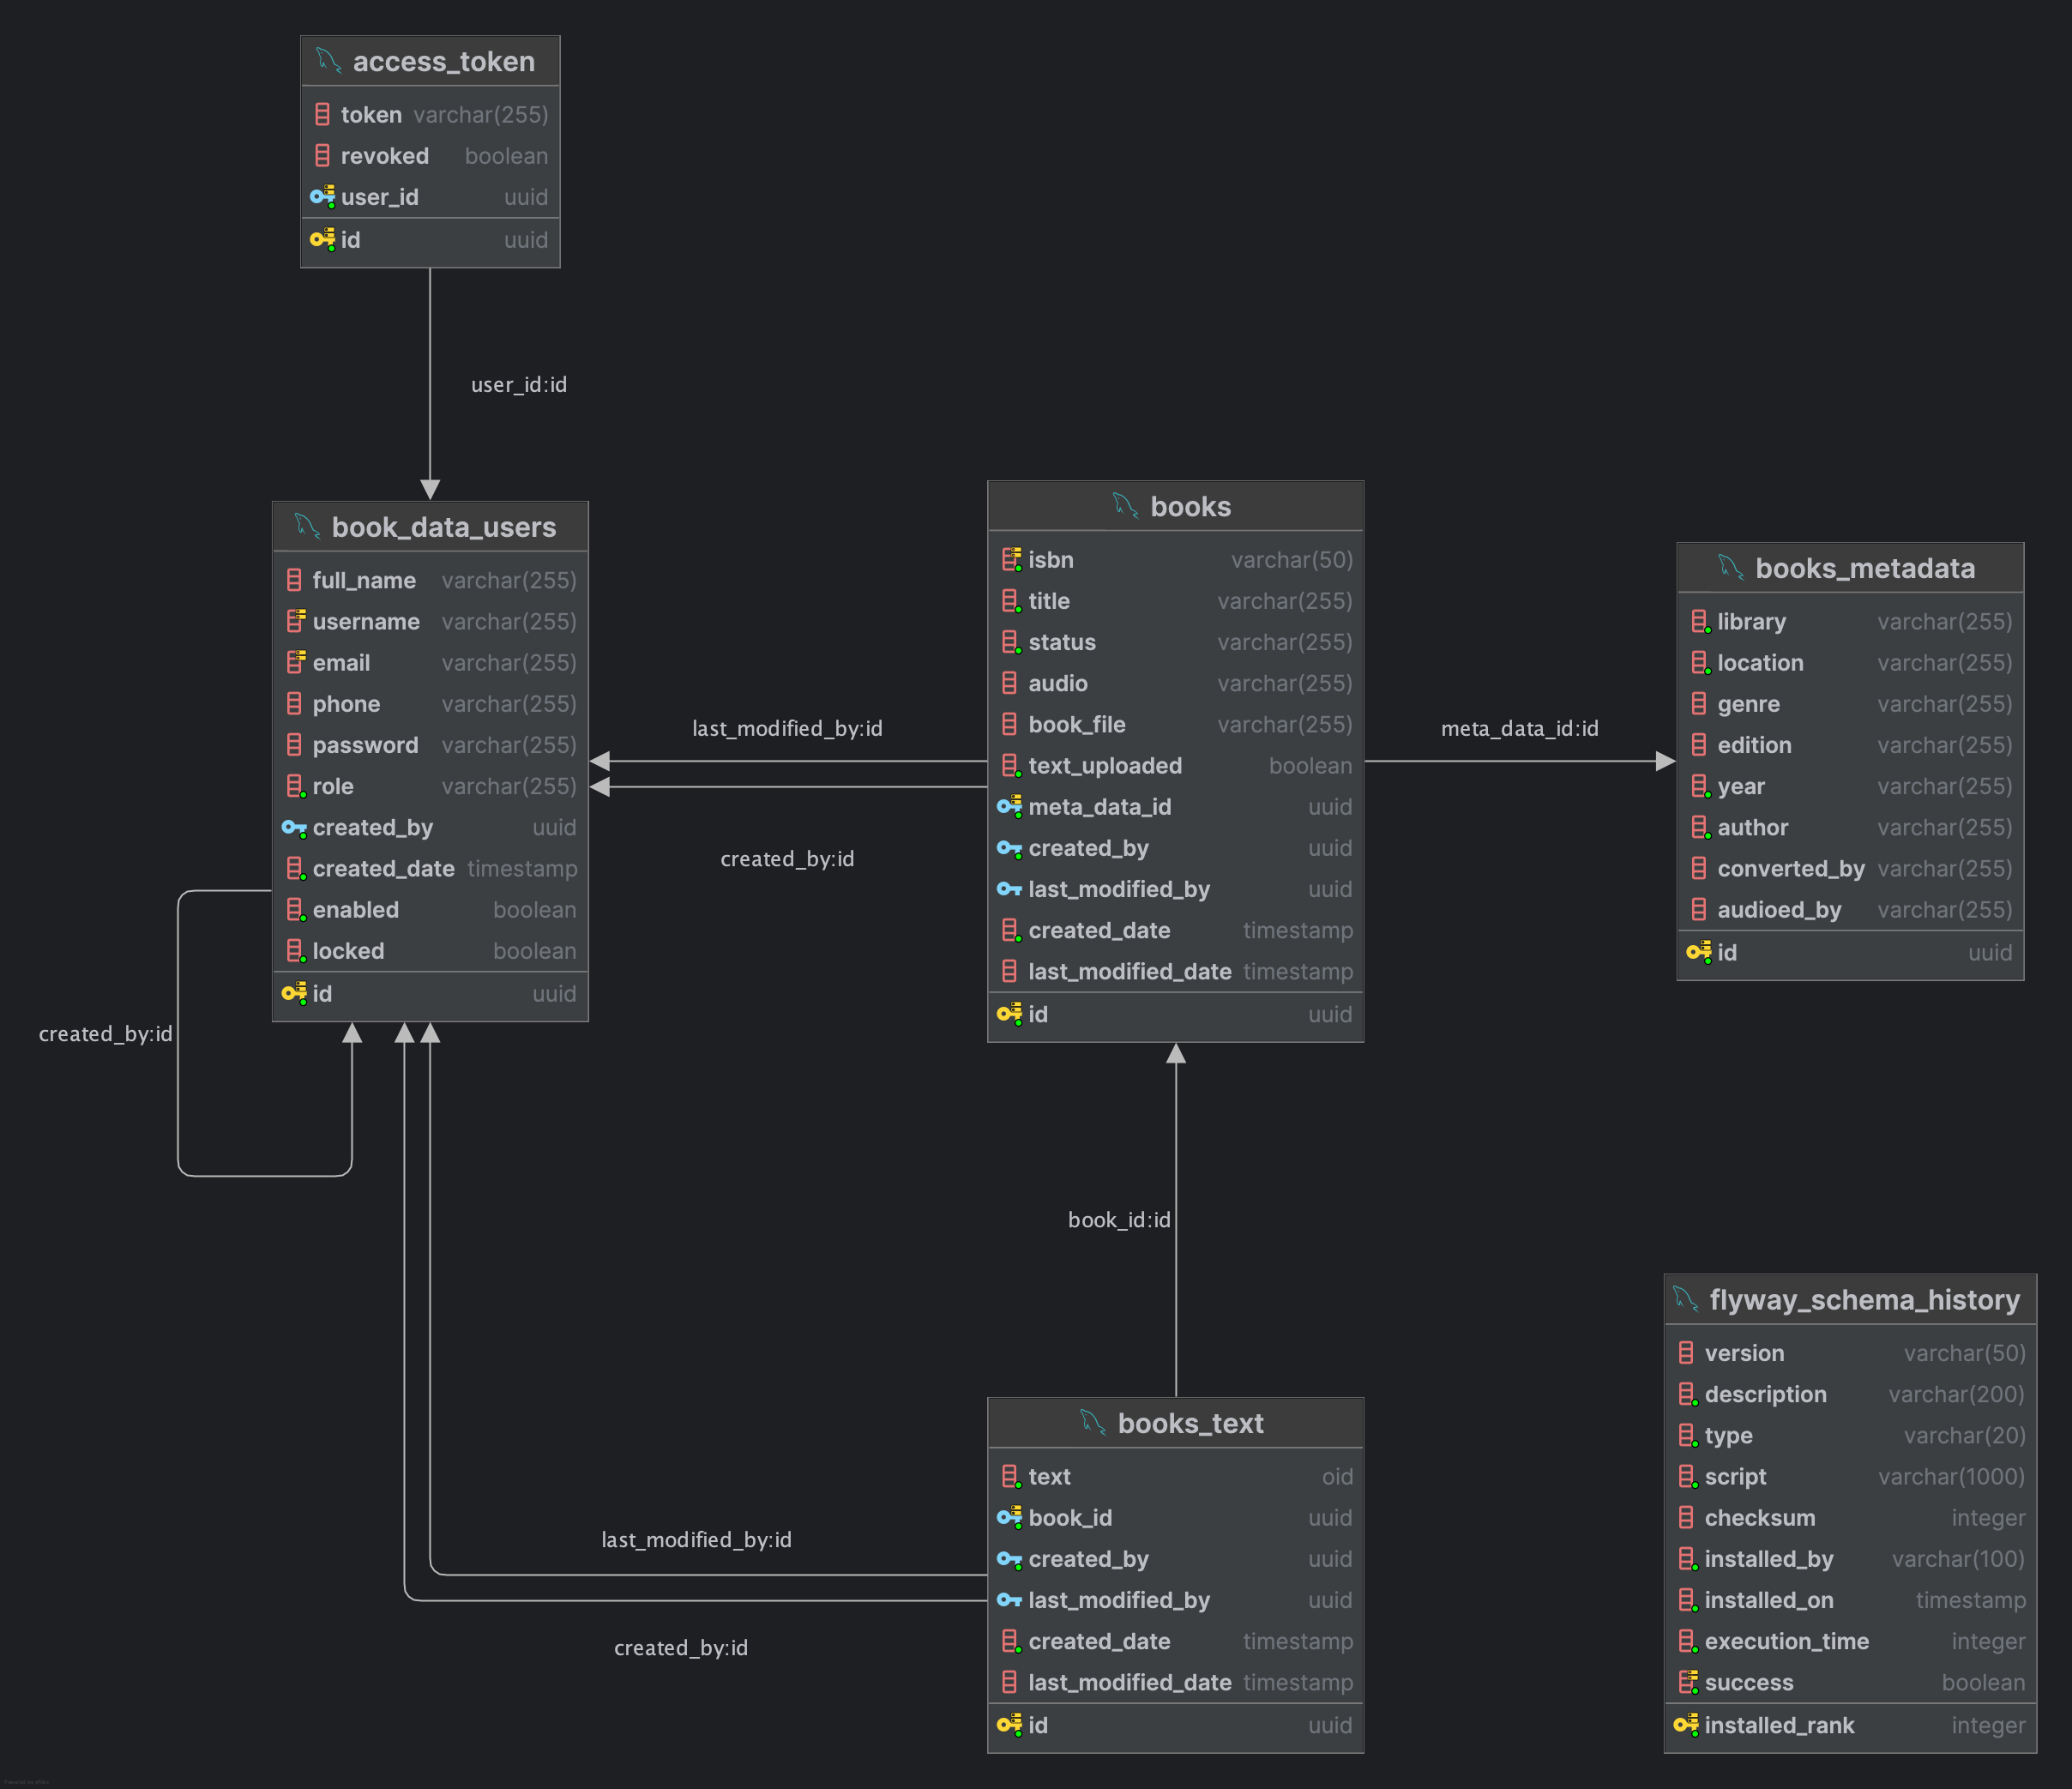 access_token
token varchar(255)
revoked boolean
user_id uuid
id uuid
user_id:id
book_data_users
full_name varchar(255)
username varchar(255)
email varchar(255)
phone varchar(255)
password varchar(255)
role varchar(255)
created_by uuid
created_date timestamp
enabled boolean
locked boolean
id uuid
created_by:id
last_modified_by:id
created_by:id
books
isbn varchar(50)
title varchar(255)
status varchar(255)
audio varchar(255)
book_file varchar(255)
text_uploaded boolean
meta_data_id uuid
created_by uuid
last_modified_by uuid
created_date timestamp
last_modified_date timestamp
id uuid
meta_data_id:id
books_metadata
library varchar(255)
location varchar(255)
genre varchar(255)
edition varchar(255)
year varchar(255)
author varchar(255)
converted_by varchar(255)
audioed_by varchar(255)
id uuid
book_id:id
last_modified_by:id
created_by:id
books_text
text oid
book_id uuid
created_by uuid
last_modified_by uuid
created_date timestamp
last_modified_date timestamp
id uuid
flyway_schema_history
version varchar(50)
description varchar(200)
type varchar(20)
script varchar(1000)
checksum integer
installed_by varchar(100)
installed_on timestamp
execution_time integer
success boolean
installed_rank integer